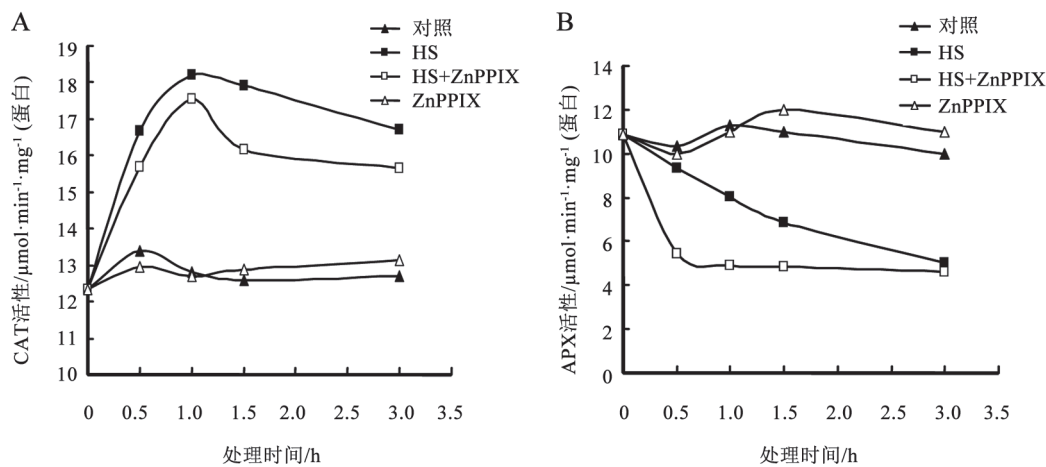 A
对照
HS
HS+ZnPPIX
ZnPPIX
CAT活性/μmol·min⁻¹·mg⁻¹ (蛋白)
19
18
17
16
15
14
13
12
11
10
0 0.5 1.0 1.5 2.0 2.5 3.0 3.5
处理时间/h
B
对照
HS
HS+ZnPPIX
ZnPPIX
APX活性/μmol·min⁻¹·mg⁻¹ (蛋白)
14
12
10
8
6
4
2
0
0 0.5 1.0 1.5 2.0 2.5 3.0 3.5
处理时间/h